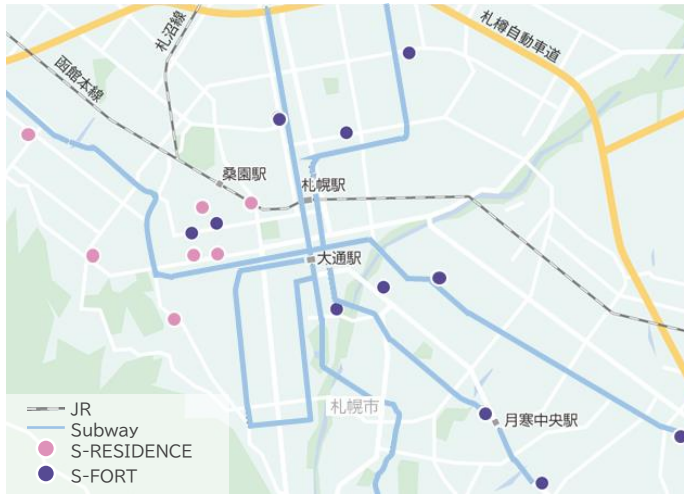 札沼線
札樽自動車道
函館本線
桑園駅
札幌駅
大通駅
札幌市
月寒中央駅
JR
Subway
S-RESIDENCE
S-FORT